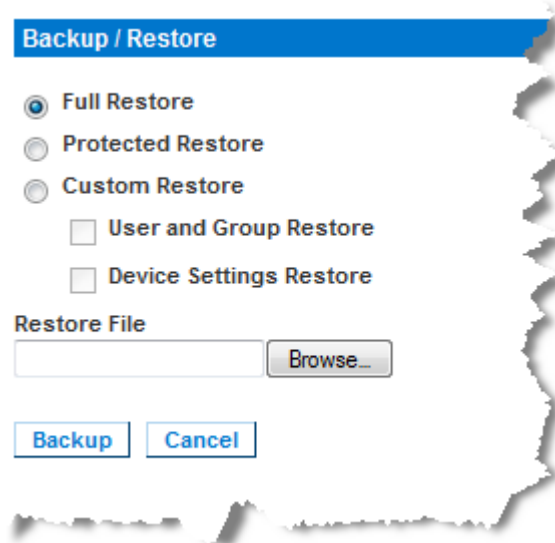 Backup / Restore
Full Restore
Protected Restore
Custom Restore
User and Group Restore
Device Settings Restore
Restore File
Browse...
Backup
Cancel